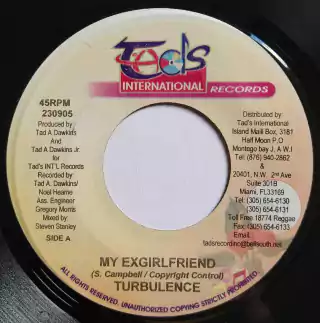 Tads
INTERNATIONAL
RECORDS
45RPM
230905
Produced by
Tad A Dawkins
And
Tad A Dawkins Jr.
for
Tad's INT'L Records
Recorded by
Tad A. Dawkins/
Noel Hearne
Ass. Engineer
Gregory Morris
Mixed by
Steven Stanley
SIDE A
Distributed by:
Tad's International
Island Mail Box, 3181
Half Moon P.O
Montego bay J, A W.I
Tel: (876) 940-2862
&
20401, N.W. 2nd Ave
Suite 301B
Miami, FL33169
Tel: (305) 654-6130
(305) 654-6131
Toll Free 18774 Reggae
Fax: (305) 654-6133
Email:
tadsrecordinc@bellsouth.net
MY EXGIRLFRIEND
(S. Campbell / Copyright Control)
TURBULENCE
ALL RIGHTS RESERVED. UNAUTHORIZED COPYING STRICTLY PROHIBITED.